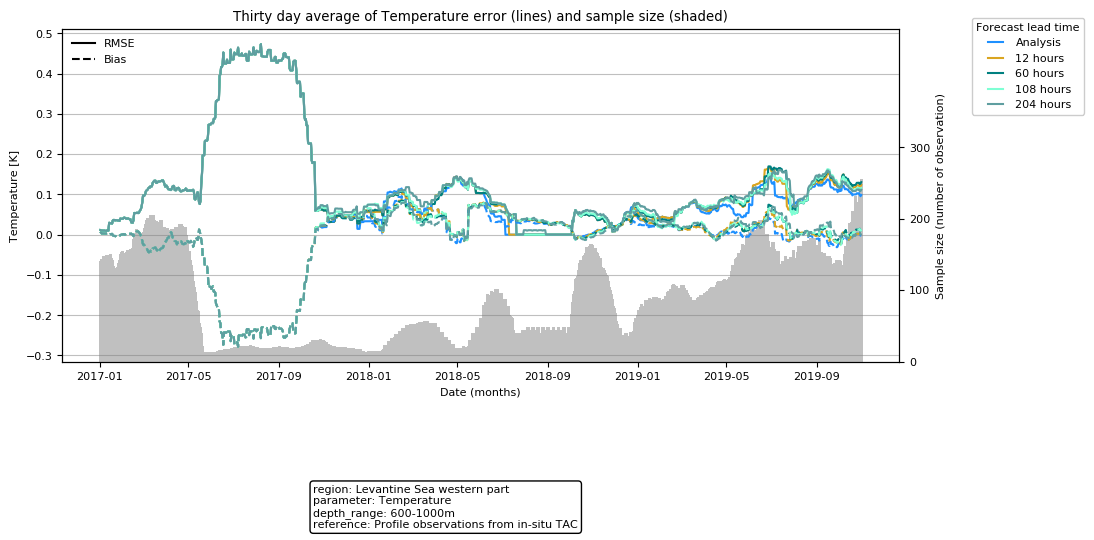 Thirty day average of Temperature error (lines) and sample size (shaded)
Forecast lead time
Analysis
12 hours
60 hours
108 hours
204 hours
RMSE
Bias
0.5
0.4
0.3
0.2
0.1
0.0
−0.1
−0.2
−0.3
Temperature [K]
300
200
100
0
Sample size (number of observation)
2017-01 2017-05 2017-09 2018-01 2018-05 2018-09 2019-01 2019-05 2019-09
Date (months)
region: Levantine Sea western part
parameter: Temperature
depth_range: 600-1000m
reference: Profile observations from in-situ TAC